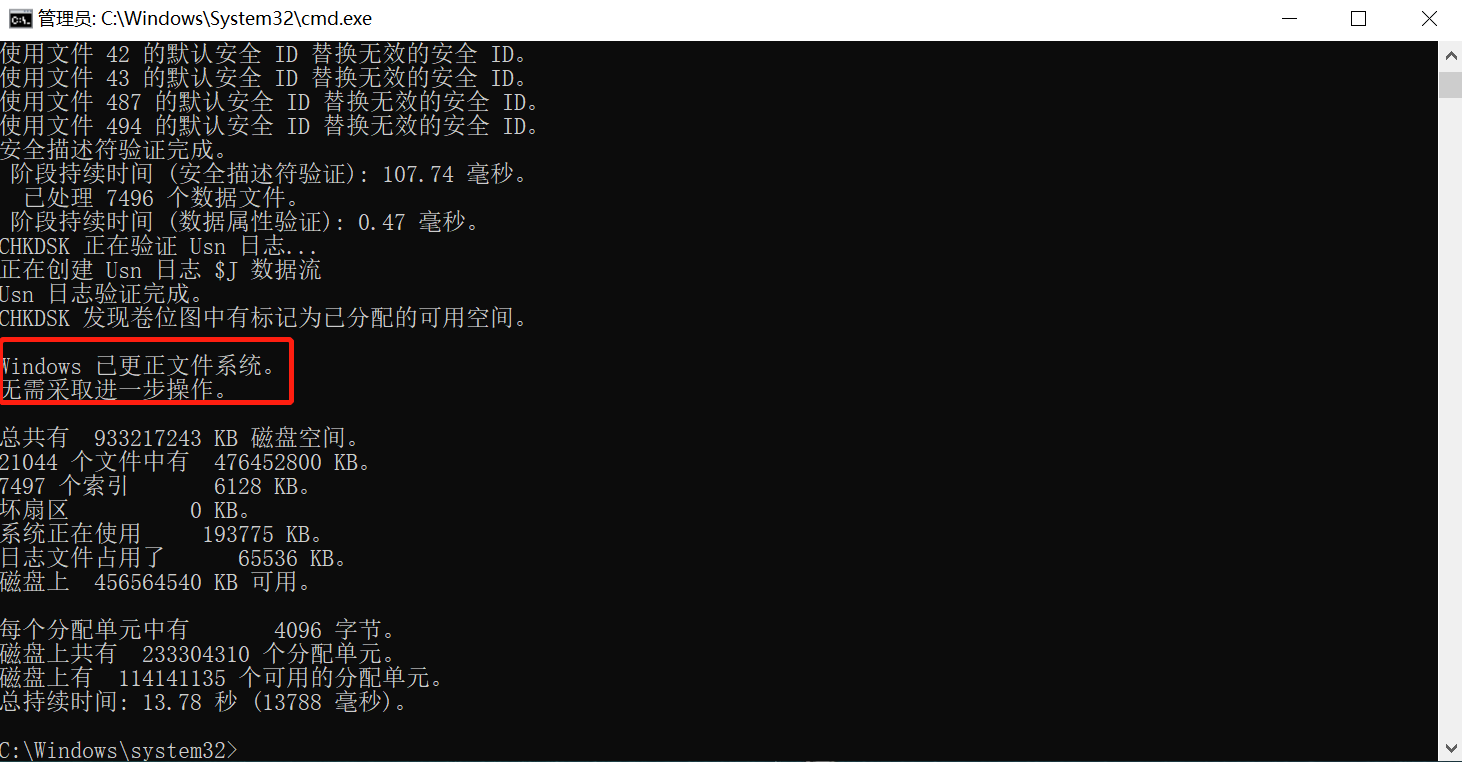 管理员: C:\Windows\System32\cmd.exe
使用文件 42 的默认安全 ID 替换无效的安全 ID。
使用文件 43 的默认安全 ID 替换无效的安全 ID。
使用文件 487 的默认安全 ID 替换无效的安全 ID。
使用文件 494 的默认安全 ID 替换无效的安全 ID。
安全描述符验证完成。
阶段持续时间 (安全描述符验证): 107.74 毫秒。
已处理 7496 个数据文件。
阶段持续时间 (数据属性验证): 0.47 毫秒。
CHKDSK 正在验证 Usn 日志...
正在创建 Usn 日志 $J 数据流
Usn 日志验证完成。
CHKDSK 发现卷位图中有标记为已分配的可用空间。
Windows 已更正文件系统。
无需采取进一步操作。
总共有  933217243 KB 磁盘空间。
21044 个文件中有  476452800 KB。
7497 个索引       6128 KB。
坏扇区          0 KB。
系统正在使用     193775 KB。
日志文件占用了      65536 KB。
磁盘上  456564540 KB 可用。
每个分配单元中有       4096 字节。
磁盘上共有  233304310 个分配单元。
磁盘上有  114141135 个可用的分配单元。
总持续时间: 13.78 秒 (13788 毫秒)。
C:\Windows\system32>